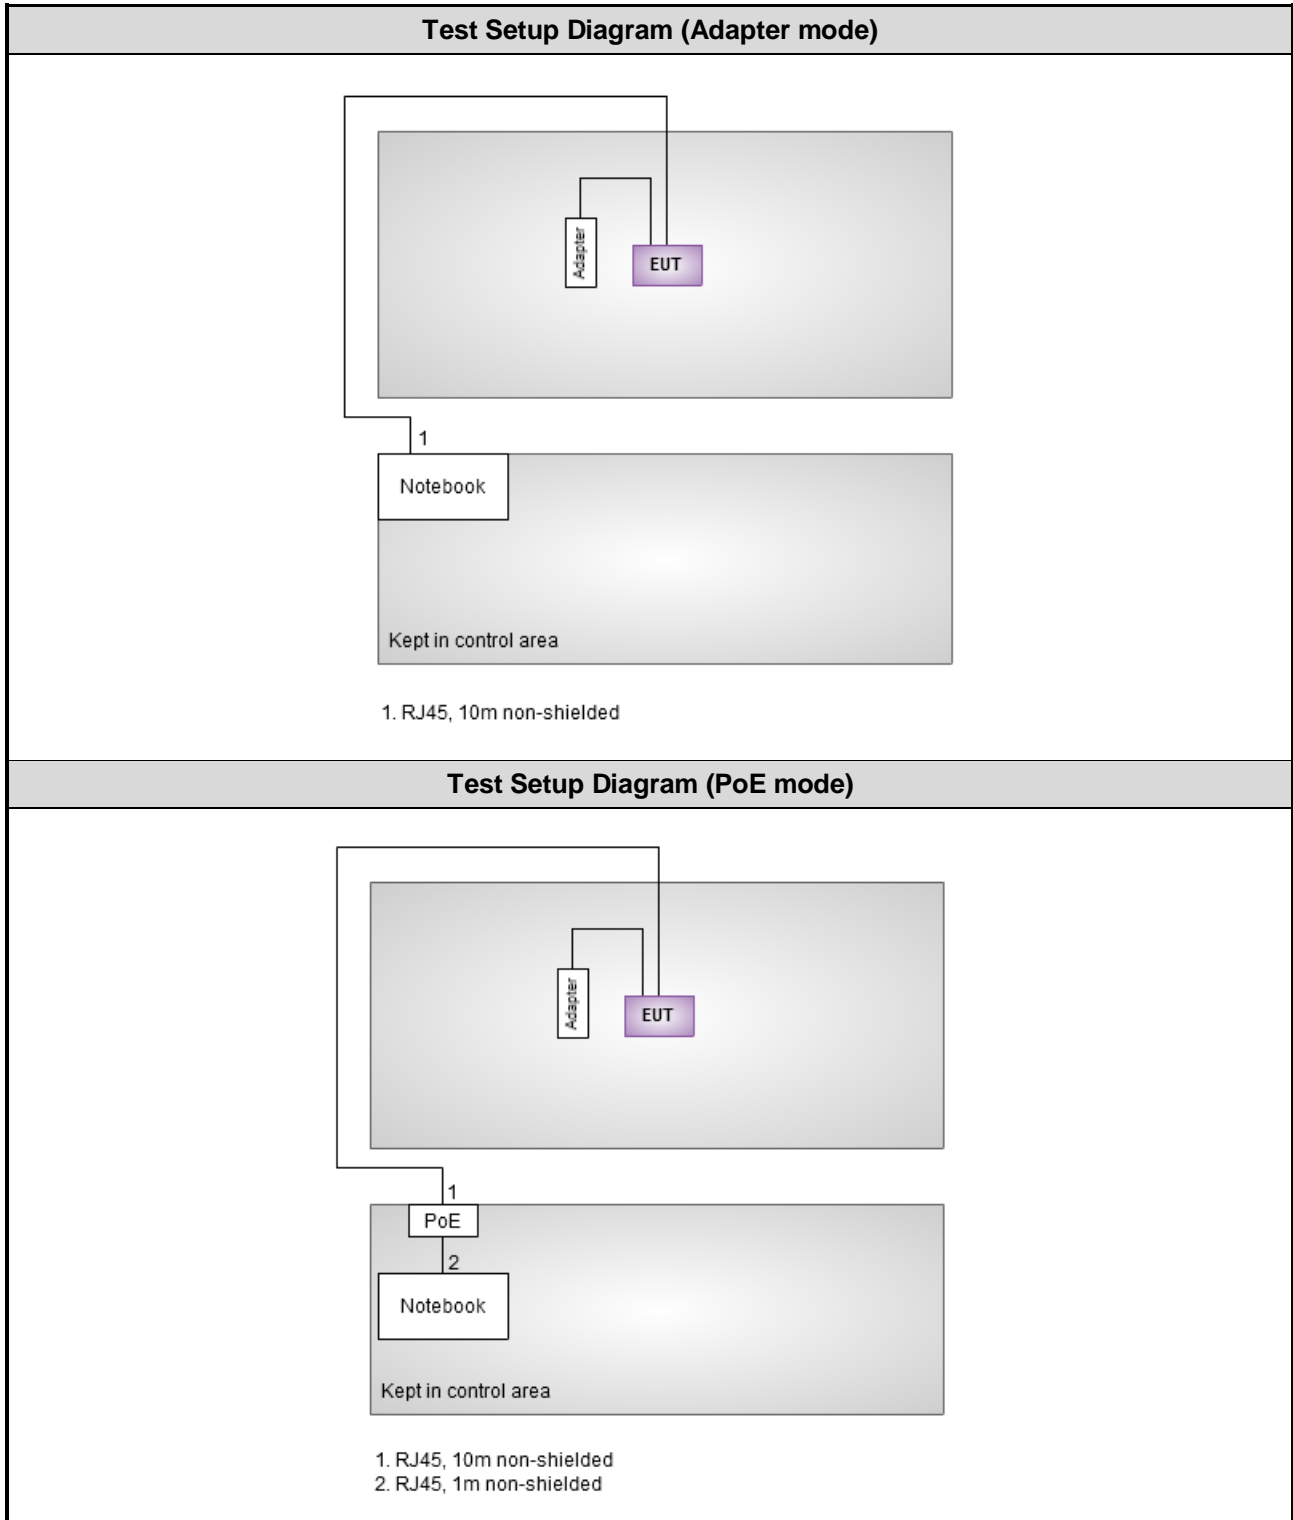 Test Setup Diagram (Adapter mode)
Adapter
EUT
1
Notebook
Kept in control area
1. RJ45, 10m non-shielded
Test Setup Diagram (PoE mode)
Adapter
EUT
1
PoE
2
Notebook
Kept in control area
1. RJ45, 10m non-shielded
2. RJ45, 1m non-shielded